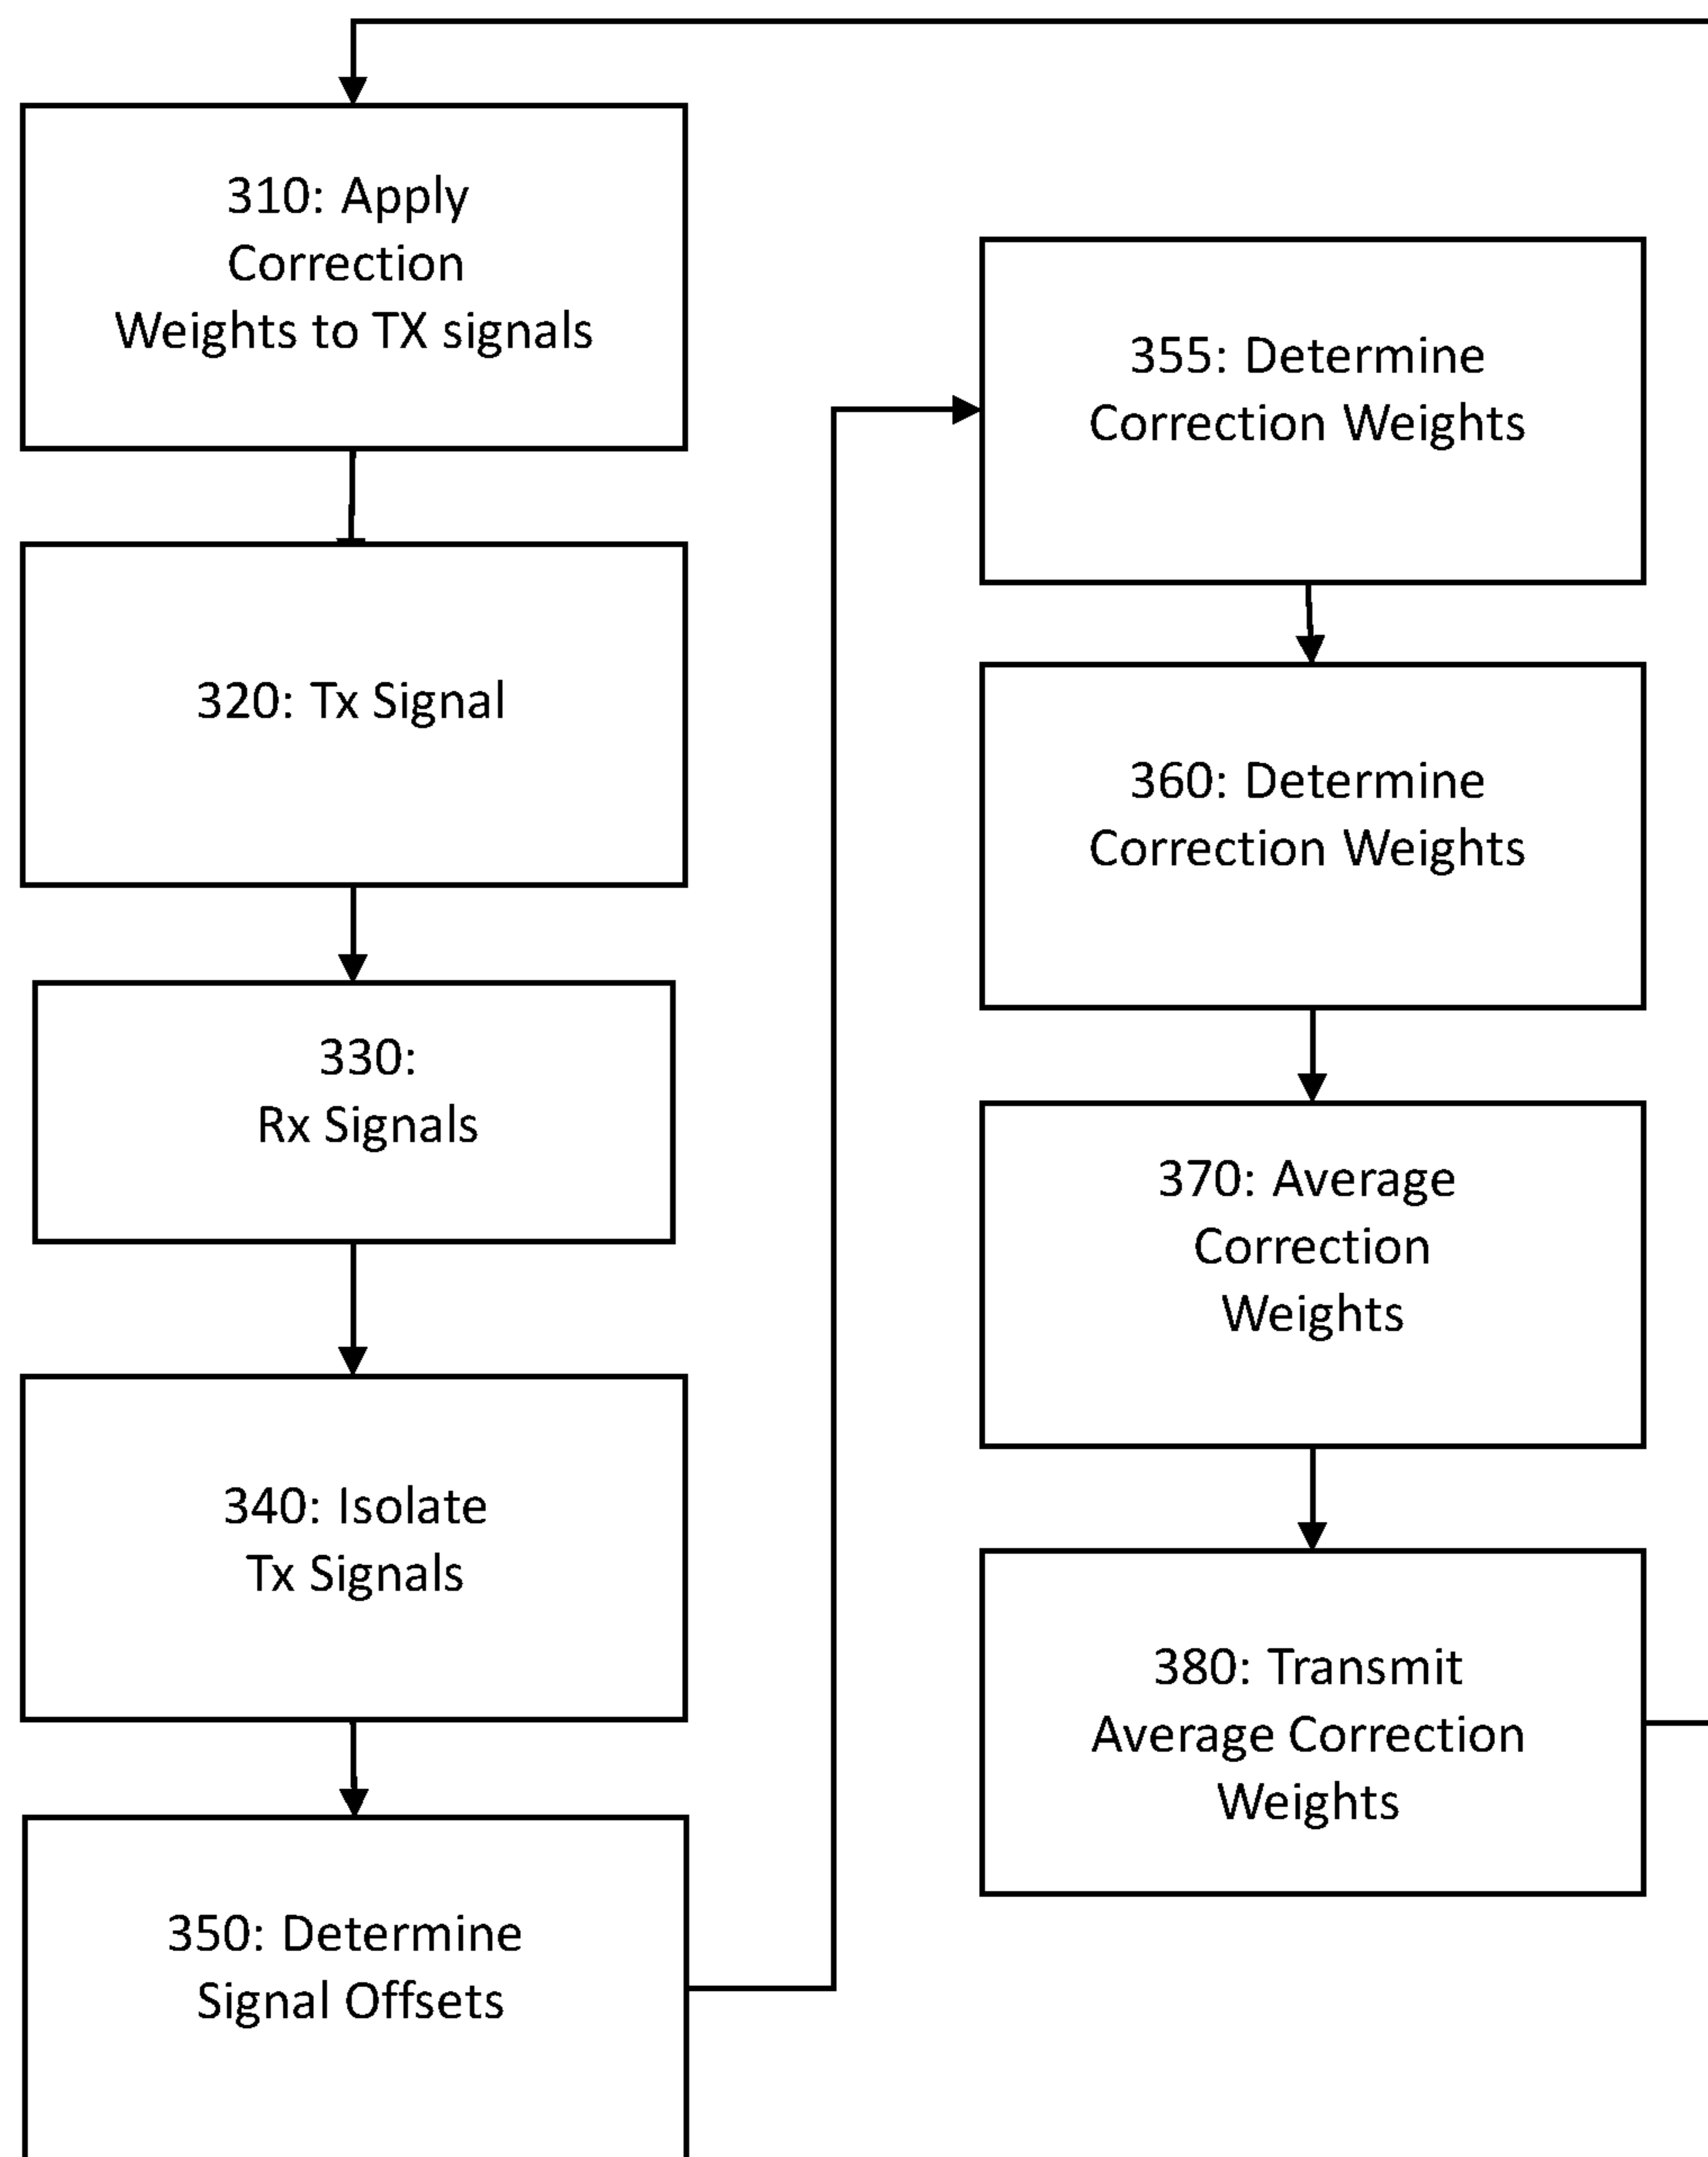 310: Apply
Correction
Weights to TX signals
320: Tx Signal
330:
Rx Signals
340: Isolate
Tx Signals
350: Determine
Signal Offsets
355: Determine
Correction Weights
360: Determine
Correction Weights
370: Average
Correction
Weights
380: Transmit
Average Correction
Weights